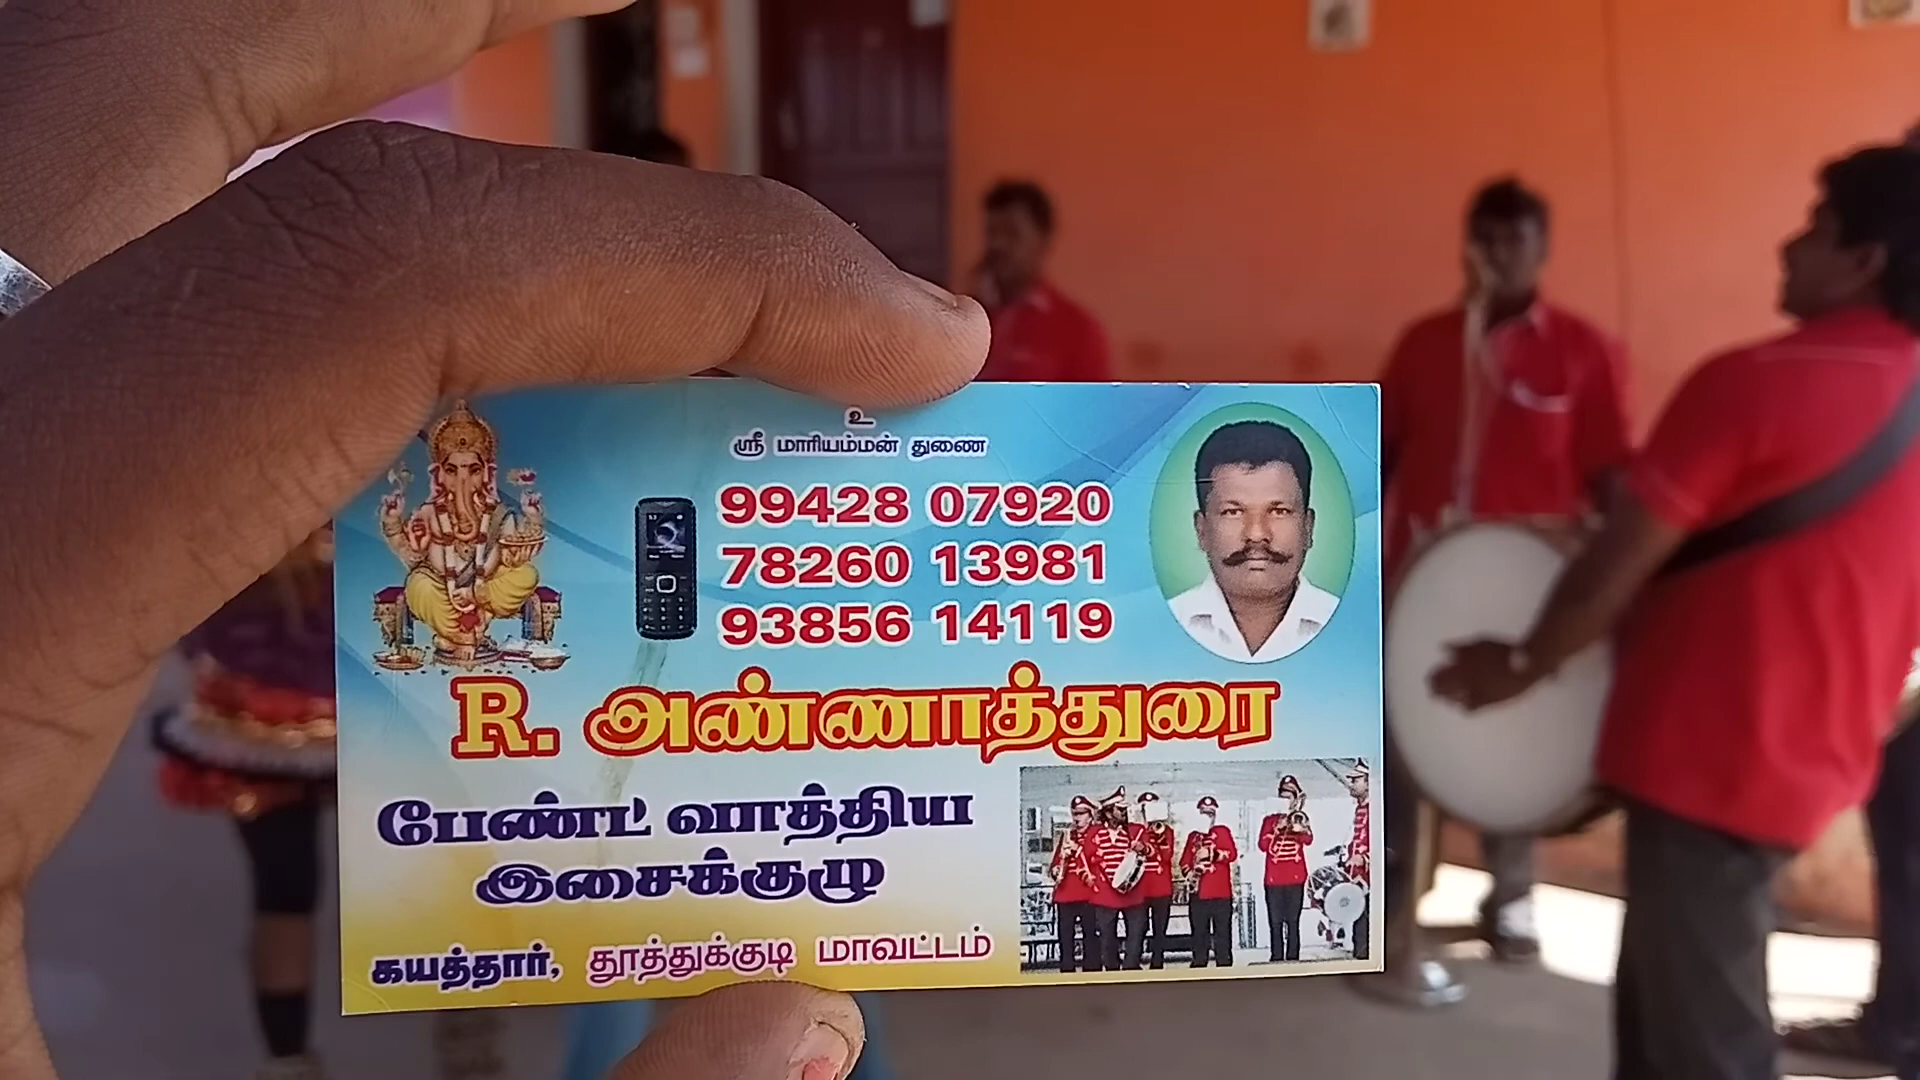 உ
ஸ்ரீ மாரியம்மன் துணை
99428 07920
78260 13981
93856 14119
R. அண்ணாத்துரை
பேண்ட் வாத்திய
இசைக்குழு
கயத்தார், தூத்துக்குடி மாவட்டம்